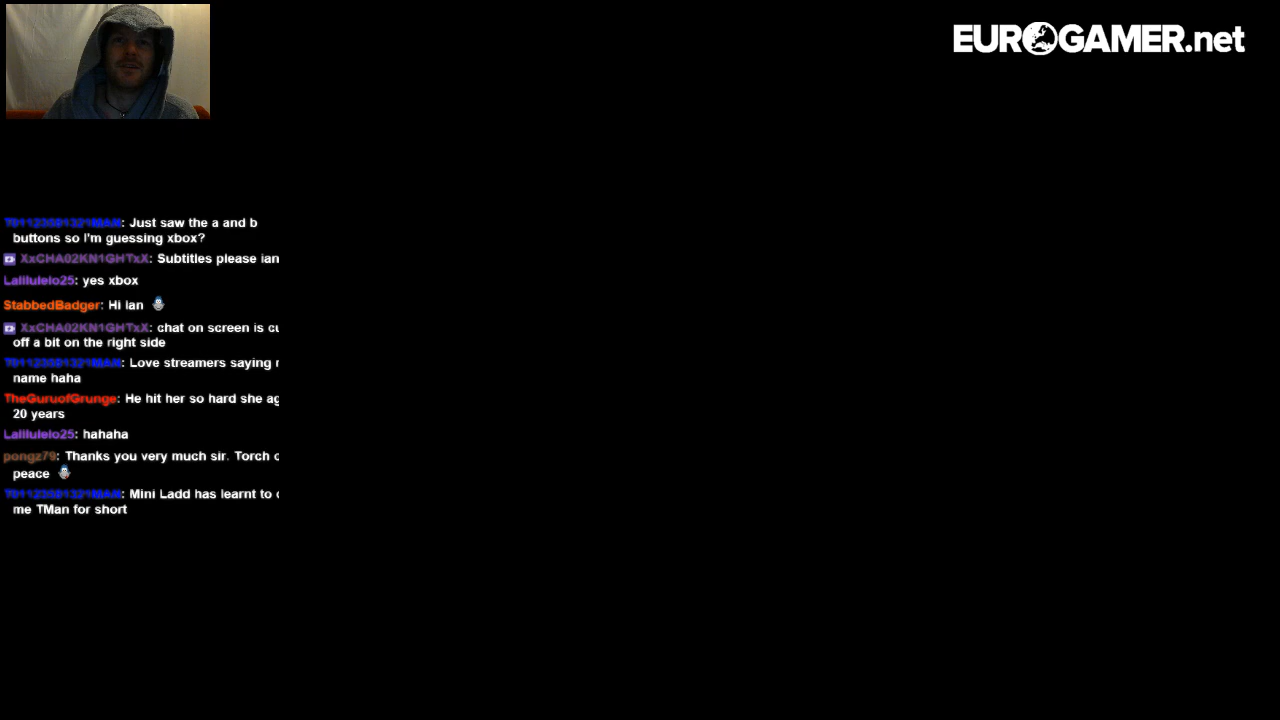 EUROGAMER.net
Just saw the a and b
buttons so I'm guessing xbox?
XxCHA02KN1GHTxX: Subtitles please ian
Lalilulelo25: yes xbox
StabbedBadger: Hi Ian
XxCHA02KN1GHTxX: chat on screen is cu
off a bit on the right side
Love streamers saying
name haha
TheGuruofGrunge: He hit her so hard she ag
20 years
Lalilulelo25: hahaha
pongz79: Thanks you very much sir. Torch
peace
Mini Ladd has learnt to
me TMan for short